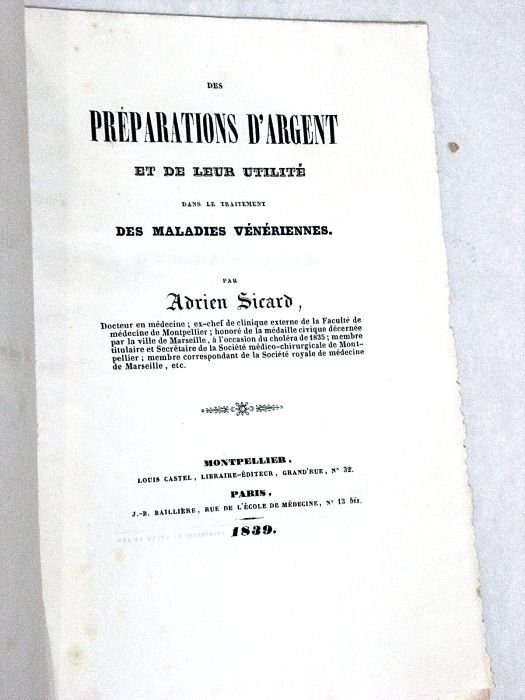 DES
PRÉPARATIONS D'ARGENT
ET DE LEUR UTILITÉ
DANS LE TRAITEMENT
DES MALADIES VÉNÉRIENNES.
PAR
Adrien Sicard,
Docteur en médecine ; ex-chef de clinique externe de la Faculté de
médecine de Montpellier ; honoré de la médaille civique décernée
par la ville de Marseille, à l'occasion du choléra de 1835 ; membre
titulaire et Secrétaire de la Société médico-chirurgicale de Mont-
pellier ; membre correspondant de la Société royale de médecine
de Marseille, etc.
MONTPELLIER,
LOUIS CASTEL, LIBRAIRE-ÉDITEUR, GRAND'RUE, N° 32.
PARIS,
J.-B. BAILLIÈRE, RUE DE L'ÉCOLE DE MÉDECINE, N° 13 bis.
1839.